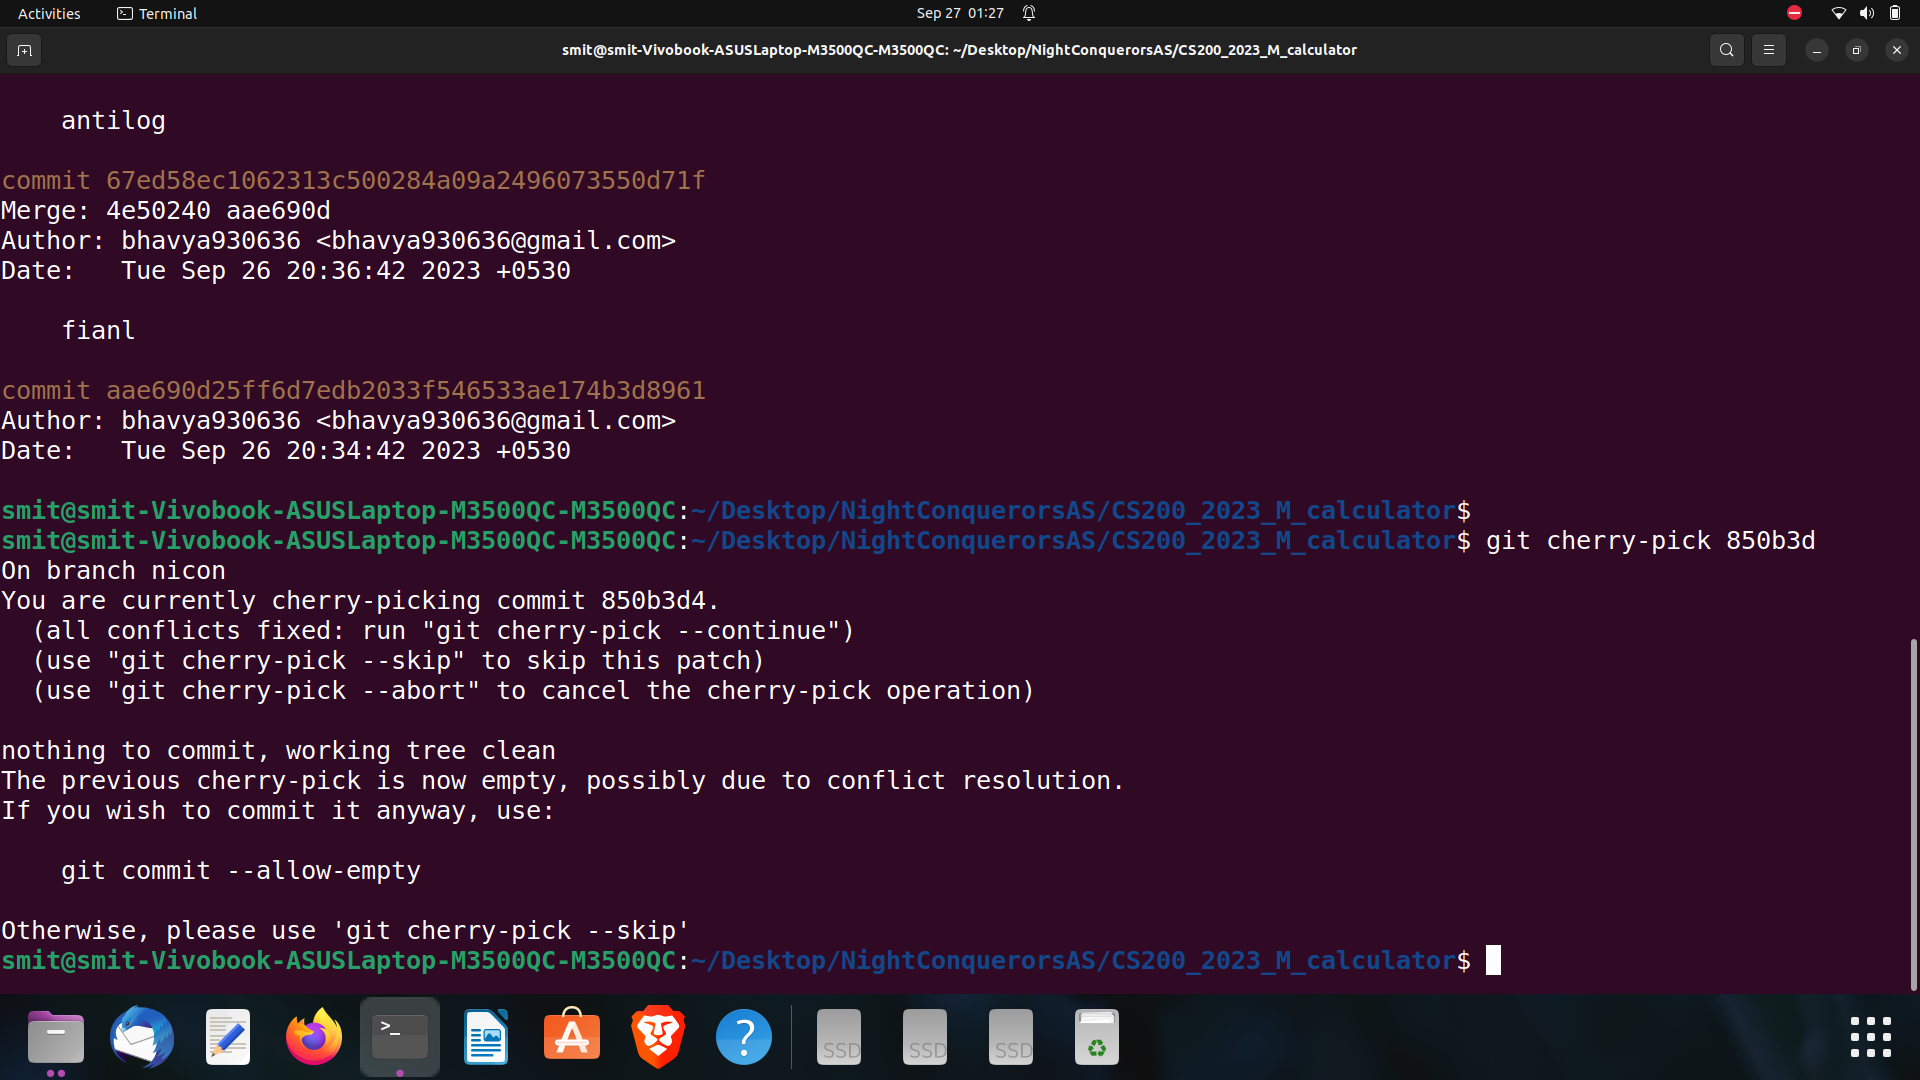 Activities
Terminal
Sep 27 01:27
smit@smit-Vivobook-ASUSLaptop-M3500QC-M3500QC: ~/Desktop/NightConquerorsAS/CS200_2023_M_calculator
antilog
commit 67ed58ec1062313c500284a09a2496073550d71f
Merge: 4e50240 aae690d
Author: bhavya930636 <bhavya930636@gmail.com>
Date:   Tue Sep 26 20:36:42 2023 +0530
fianl
commit aae690d25ff6d7edb2033f546533ae174b3d8961
Author: bhavya930636 <bhavya930636@gmail.com>
Date:   Tue Sep 26 20:34:42 2023 +0530
smit@smit-Vivobook-ASUSLaptop-M3500QC-M3500QC:~/Desktop/NightConquerorsAS/CS200_2023_M_calculator$
smit@smit-Vivobook-ASUSLaptop-M3500QC-M3500QC:~/Desktop/NightConquerorsAS/CS200_2023_M_calculator$ git cherry-pick 850b3d
On branch nicon
You are currently cherry-picking commit 850b3d4.
  (all conflicts fixed: run "git cherry-pick --continue")
  (use "git cherry-pick --skip" to skip this patch)
  (use "git cherry-pick --abort" to cancel the cherry-pick operation)
nothing to commit, working tree clean
The previous cherry-pick is now empty, possibly due to conflict resolution.
If you wish to commit it anyway, use:
    git commit --allow-empty
Otherwise, please use 'git cherry-pick --skip'
smit@smit-Vivobook-ASUSLaptop-M3500QC-M3500QC:~/Desktop/NightConquerorsAS/CS200_2023_M_calculator$
SSD
SSD
SSD